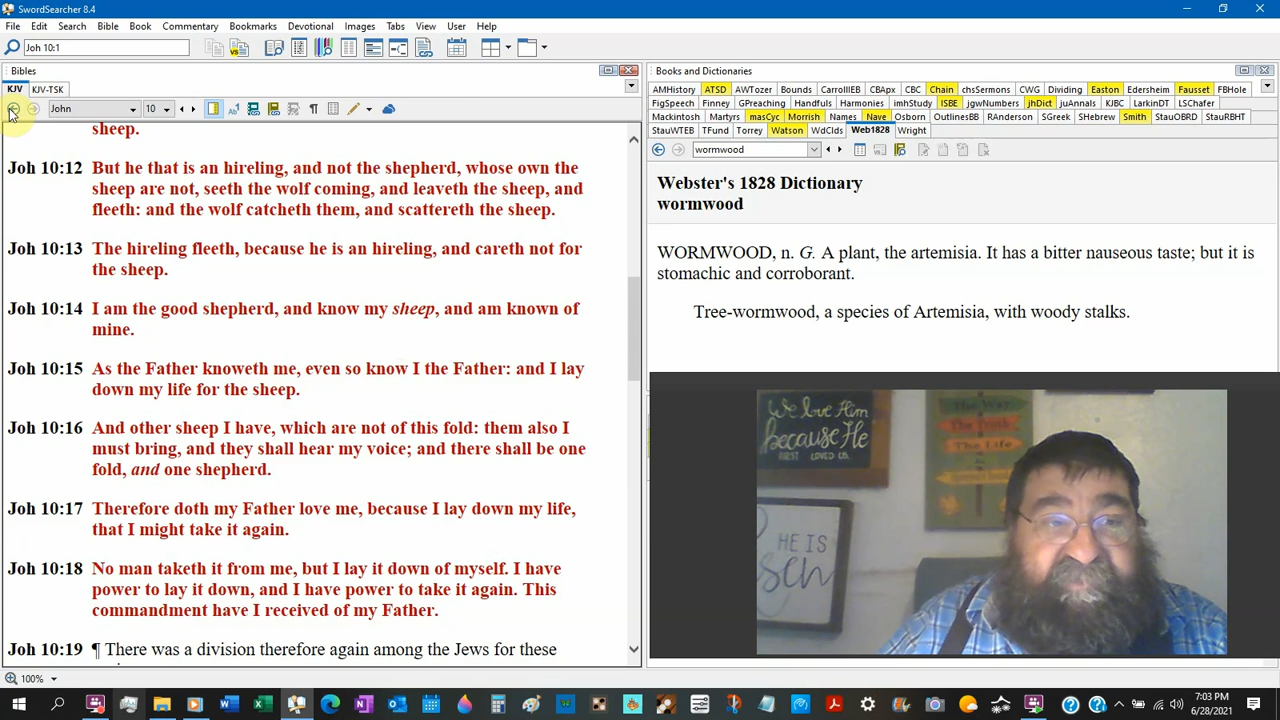 SwordSearcher 8.4
File Edit Search Bible Book Commentary Bookmarks Devotional Images Tabs View User Help
Joh 10:1
Bibles
KJV KJV-TSK
John 10
sheep.
Joh 10:12 But he that is an hireling, and not the shepherd, whose own the
sheep are not, seeth the wolf coming, and leaveth the sheep, and
fleeth: and the wolf catcheth them, and scattereth the sheep.
Joh 10:13 The hireling fleeth, because he is an hireling, and careth not for
the sheep.
Joh 10:14 I am the good shepherd, and know my sheep, and am known of
mine.
Joh 10:15 As the Father knoweth me, even so know I the Father: and I lay
down my life for the sheep.
Joh 10:16 And other sheep I have, which are not of this fold: them also I
must bring, and they shall hear my voice; and there shall be one
fold, and one shepherd.
Joh 10:17 Therefore doth my Father love me, because I lay down my life,
that I might take it again.
Joh 10:18 No man taketh it from me, but I lay it down of myself. I have
power to lay it down, and I have power to take it again. This
commandment have I received of my Father.
Joh 10:19 ¶ There was a division therefore again among the Jews for these
100%
Books and Dictionaries
AMHistory ATSD AWTozer Bounds CarrollIEB CBApx CBC Chain chsSermons CWG Dividing Easton Edersheim Fausset FBHole
FigSpeech Finney GPreaching Handfuls Harmonies imhStudy ISBE jgwNumbers jhDict juAnnals KJBC LarkinDT LSChafer
Mackintosh Martyrs masCyc Morrish Names Nave Osborn OutlinesBB RAnderson SGreek SHebrew Smith StauOBRD StauRBHT
StauWTEB TFund Torrey Watson WdClds Web1828 Wright
wormwood
Webster's 1828 Dictionary
wormwood
WORMWOOD, n. G. A plant, the artemisia. It has a bitter nauseous taste; but it is
stomachic and corroborant.
Tree-wormwood, a species of Artemisia, with woody stalks.
We love Him
because He
FIRST LOVED US
The Way
The Truth
The Life
HE IS
7:03 PM
6/28/2021